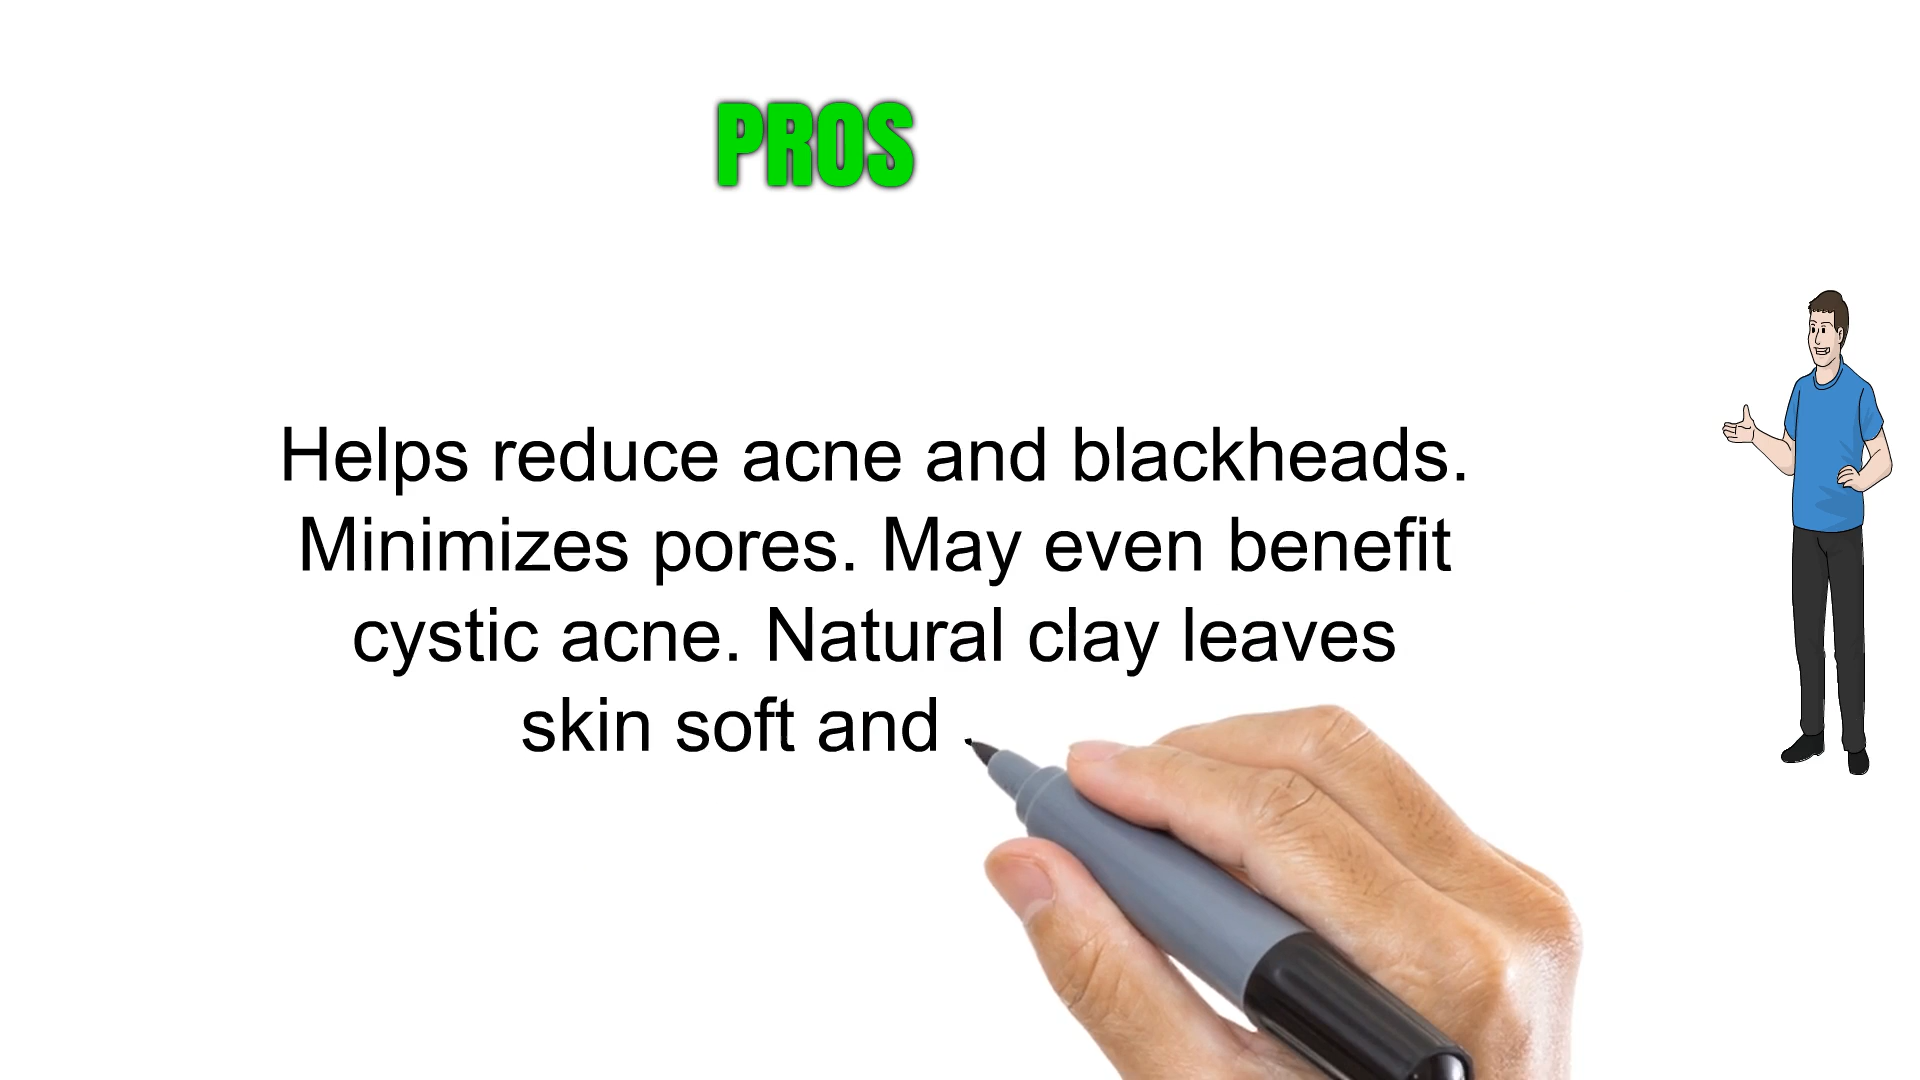 PROS
Helps reduce acne and blackheads.
Minimizes pores. May even benefit
cystic acne. Natural clay leaves
skin soft and